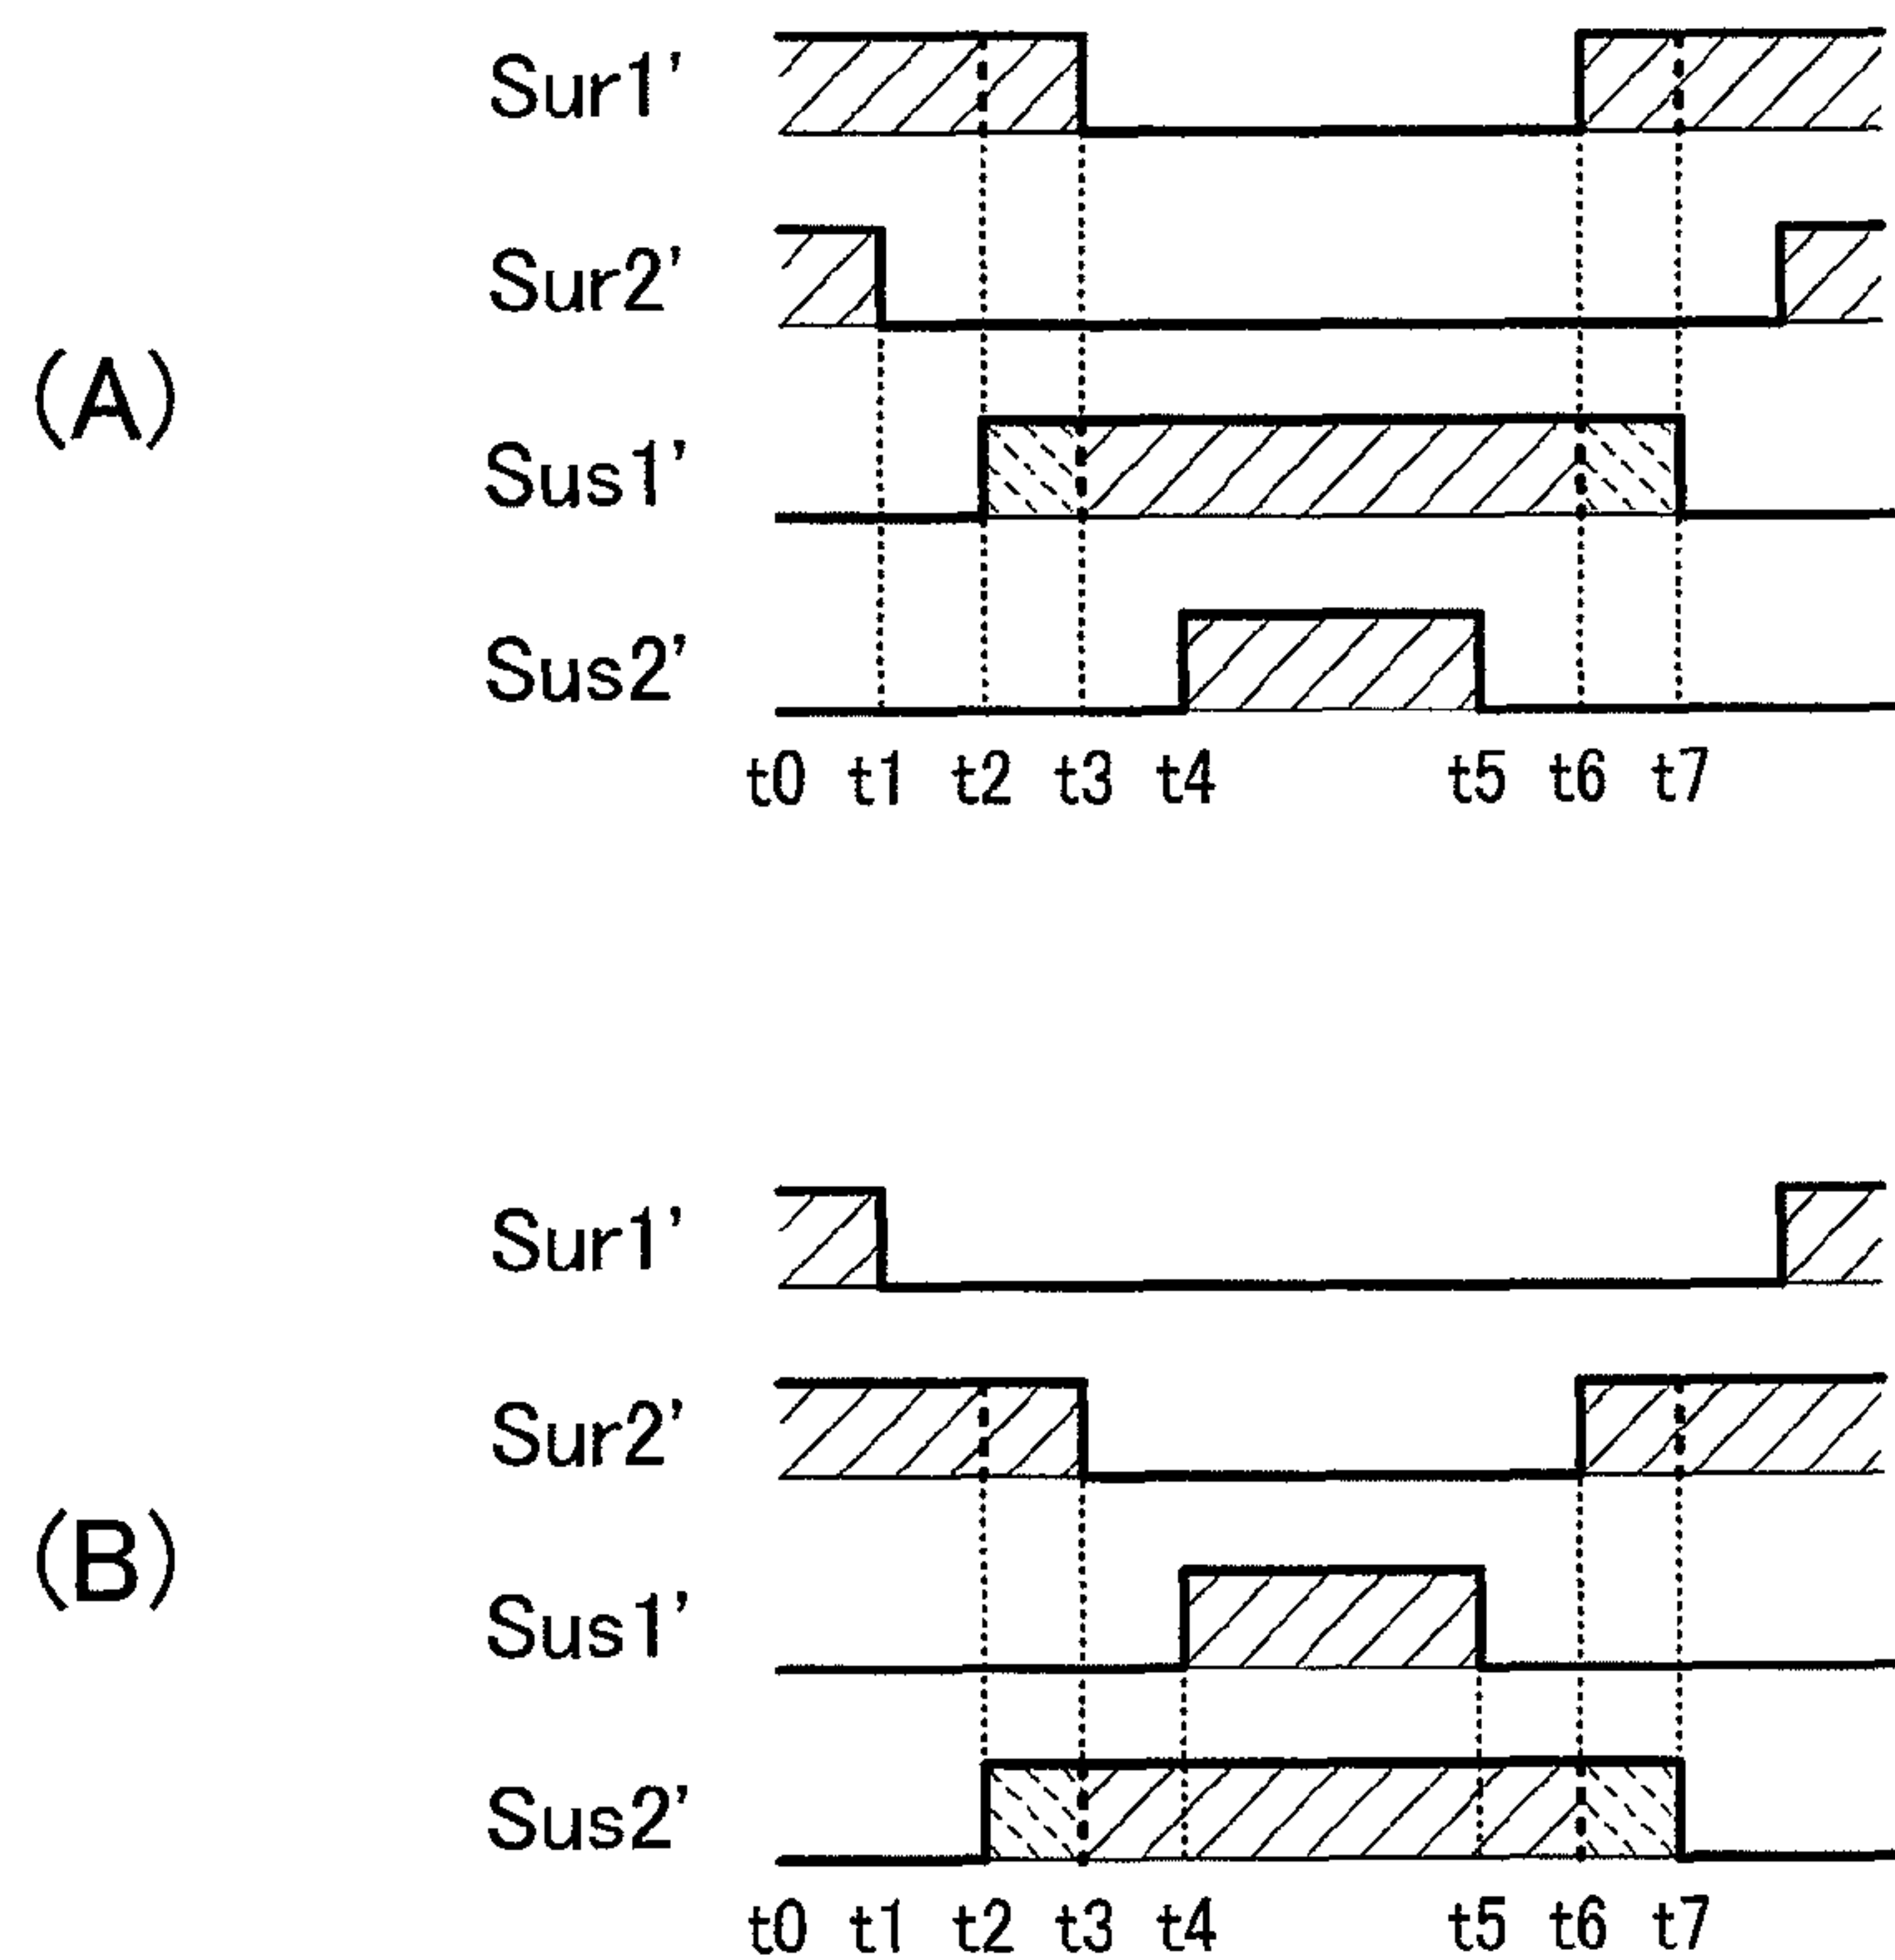 Sur1'
Sur2'
(A)
Sus1'
Sus2'
t0 t1 t2 t3 t4 t5 t6 t7
Sur1'
Sur2'
(B)
Sus1'
Sus2'
t0 t1 t2 t3 t4 t5 t6 t7